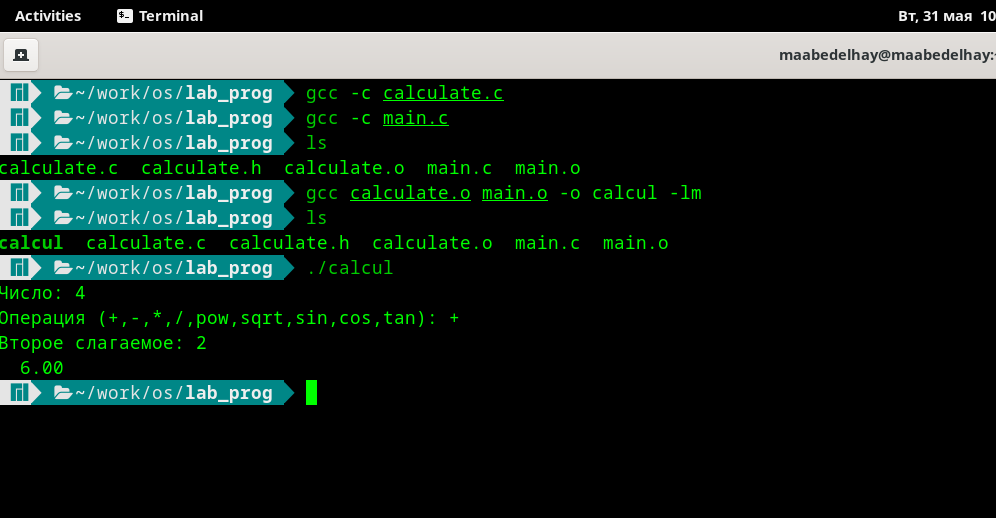 Activities Terminal Вт, 31 мая 10
maabedelhay@maabedelhay:
~/work/os/lab_prog gcc -c calculate.c
~/work/os/lab_prog gcc -c main.c
~/work/os/lab_prog ls
calculate.c calculate.h calculate.o main.c main.o
~/work/os/lab_prog gcc calculate.o main.o -o calcul -lm
~/work/os/lab_prog ls
calcul calculate.c calculate.h calculate.o main.c main.o
~/work/os/lab_prog ./calcul
Число: 4
Операция (+,-,*,/,pow,sqrt,sin,cos,tan): +
Второе слагаемое: 2
6.00
~/work/os/lab_prog